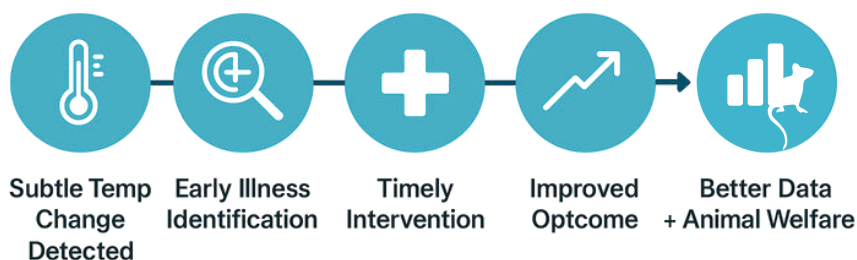 Subtle Temp
Change
Detected
Early Illness
Identification
Timely
Intervention
Improved
Optcome
Better Data
+ Animal Welfare